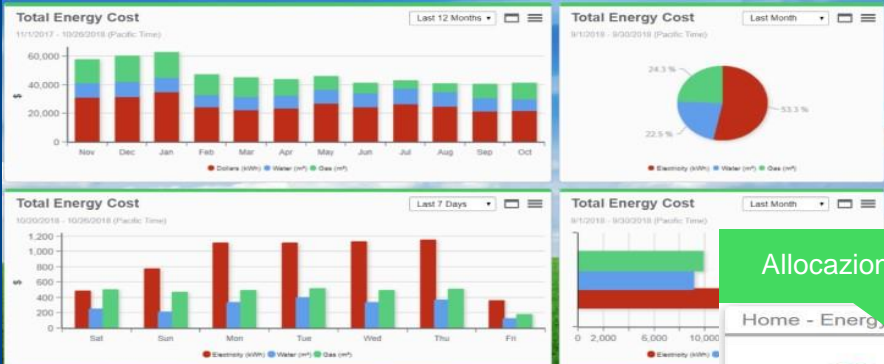 Total Energy Cost
Last 12 Months
11/1/2017 - 10/26/2018 (Pacific Time)
60,000
40,000
$
20,000
0
Nov Dec Jan Feb Mar Apr May Jun Jul Aug Sep Oct
Dollars (kWh) Water (m³) Gas (m³)
Total Energy Cost
Last Month
9/1/2018 - 9/30/2018 (Pacific Time)
24.3 %
53.3 %
22.5 %
Electricity (kWh) Water (m³) Gas (m³)
Total Energy Cost
Last 7 Days
10/20/2018 - 10/26/2018 (Pacific Time)
1,200
1,000
800
$ 600
400
200
0
Sat Sun Mon Tue Wed Thu Fri
Electricity (kWh) Water (m³) Gas (m³)
Total Energy Cost
Last Month
9/1/2018 - 9/30/2018 (Pacific Time)
0 2,000 6,000 10,000
Electricity (kWh)
Allocazion
Home - Energy